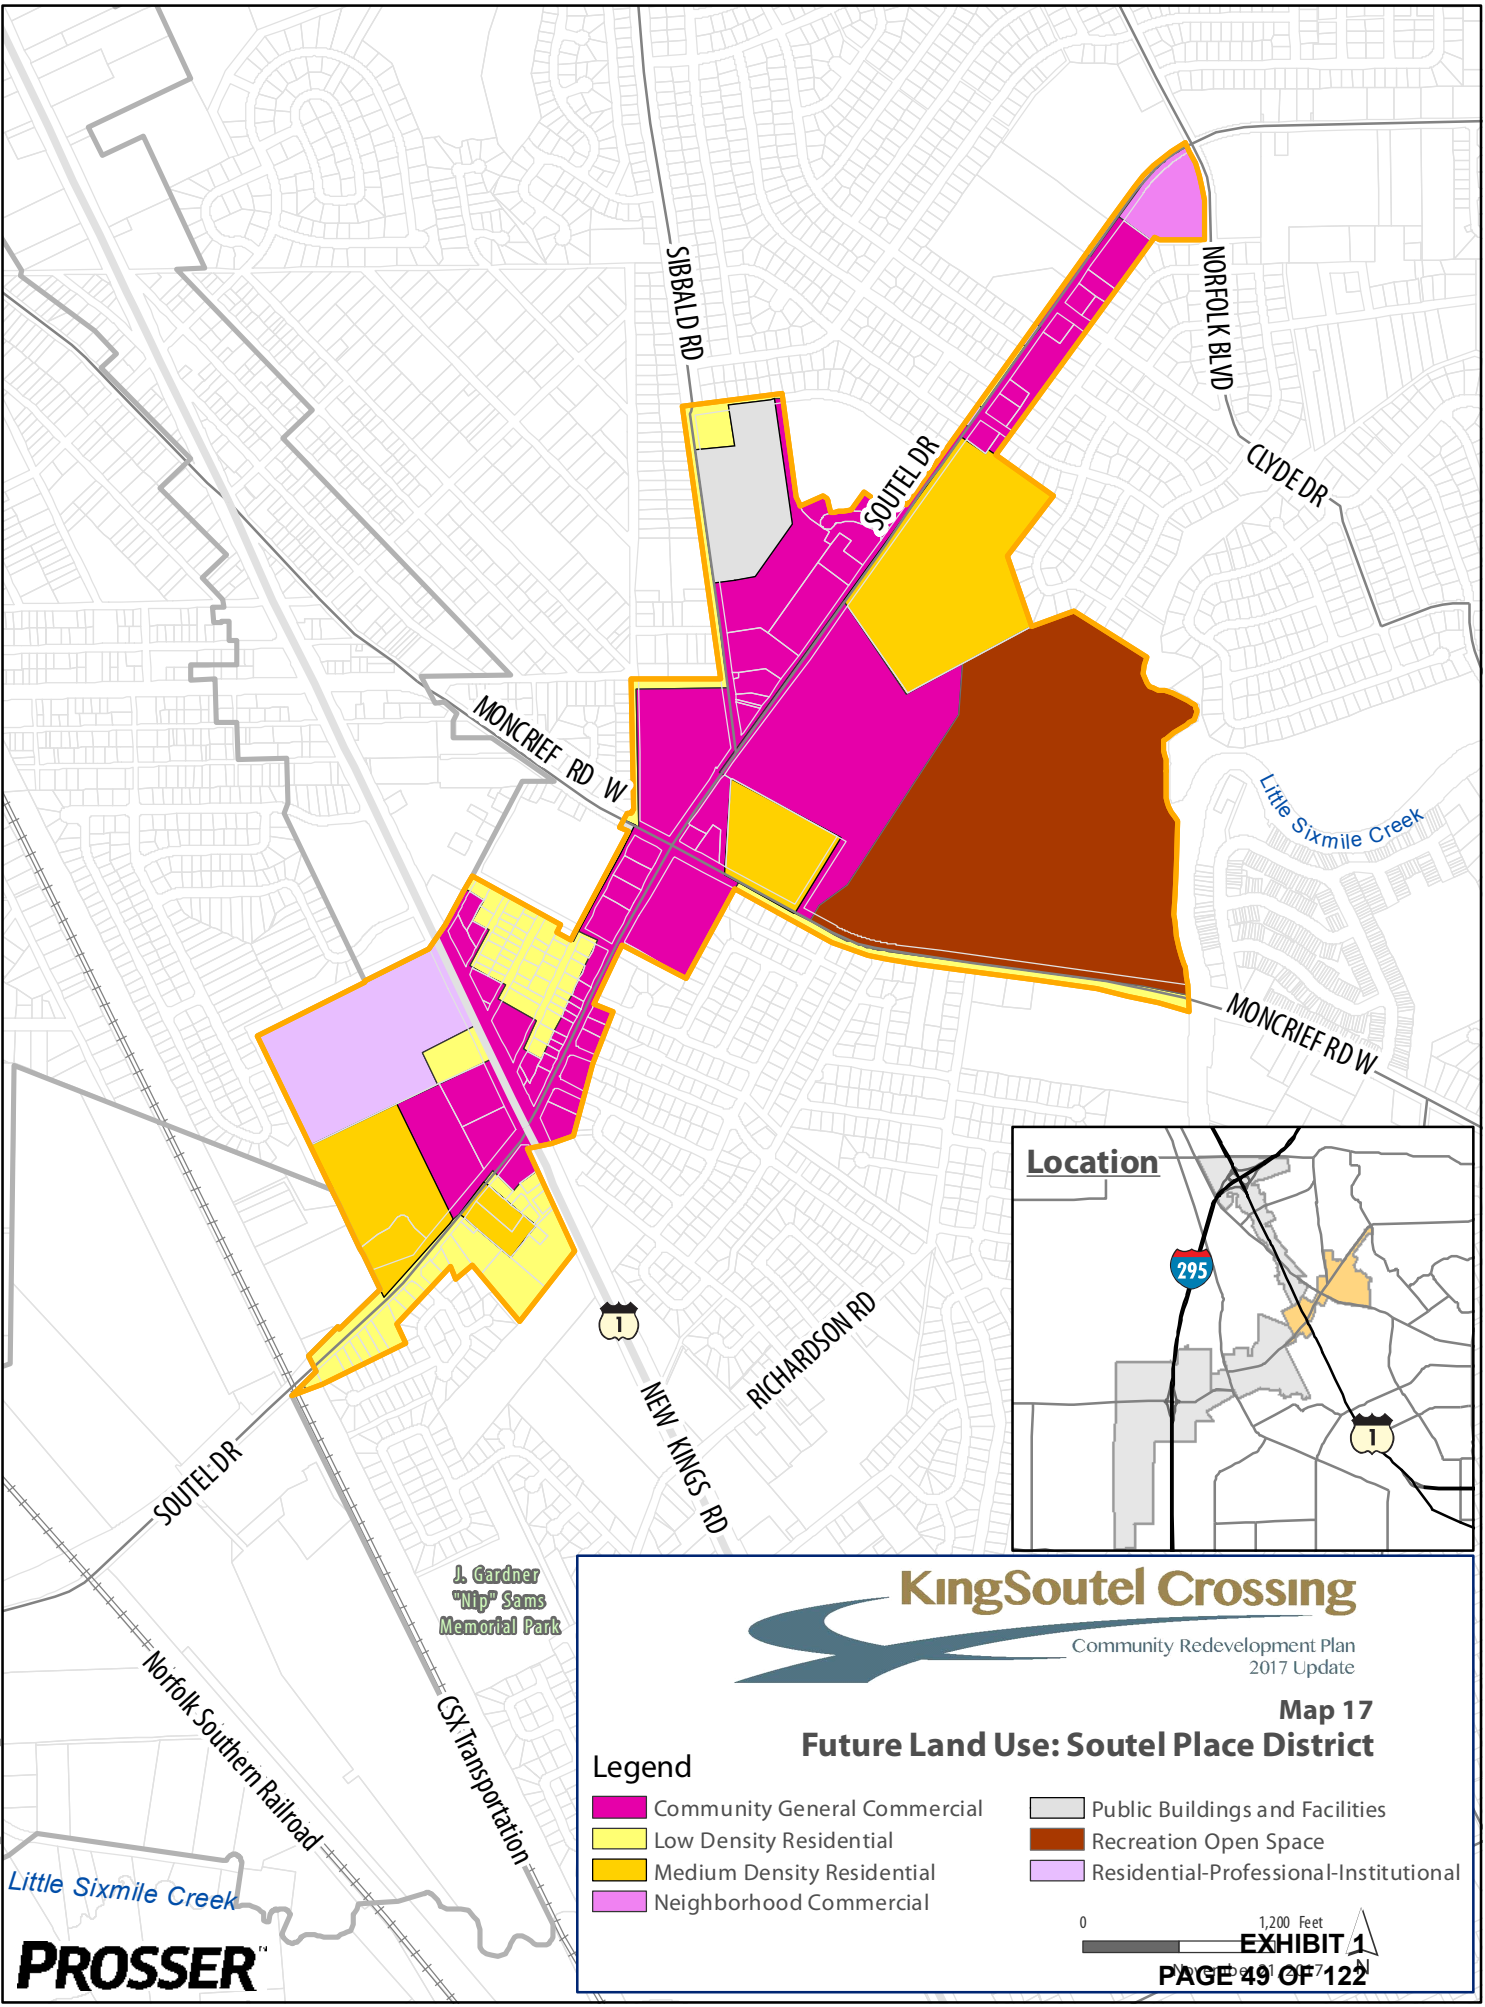 SIBBALD RD
NORFOLK BLVD
SOUTEL DR
CLYDE DR
MONCRIEF RD W
Little Sixmile Creek
MONCRIEF RD W
Location
295
1
1
RICHARDSON RD
NEW KINGS RD
SOUTEL DR
J. Gardner
"Nip" Sams
Memorial Park
Norfolk Southern Railroad
CSX Transportation
Little Sixmile Creek
PROSSER
KingSoutel Crossing
Community Redevelopment Plan
2017 Update
Map 17
Future Land Use: Soutel Place District
Legend
Community General Commercial
Low Density Residential
Medium Density Residential
Neighborhood Commercial
Public Buildings and Facilities
Recreation Open Space
Residential-Professional-Institutional
0 1,200 Feet
N
November 21, 2017
EXHIBIT 1
PAGE 49 OF 122